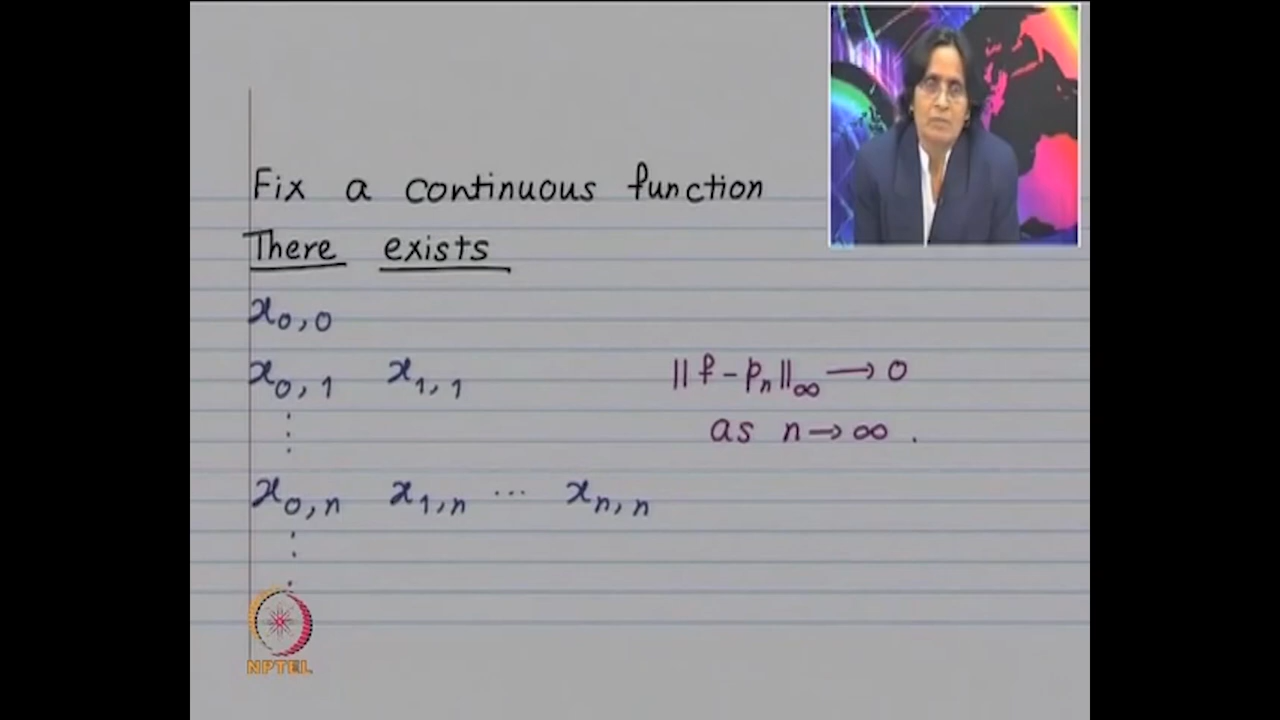 Fix a continuous function
There exists
x₀,₀
x₀,₁ x₁,₁
‖f - pₙ‖∞ → 0
as n → ∞ .
⋮
x₀,ₙ x₁,ₙ ⋯ xₙ,ₙ
⋮
NPTEL